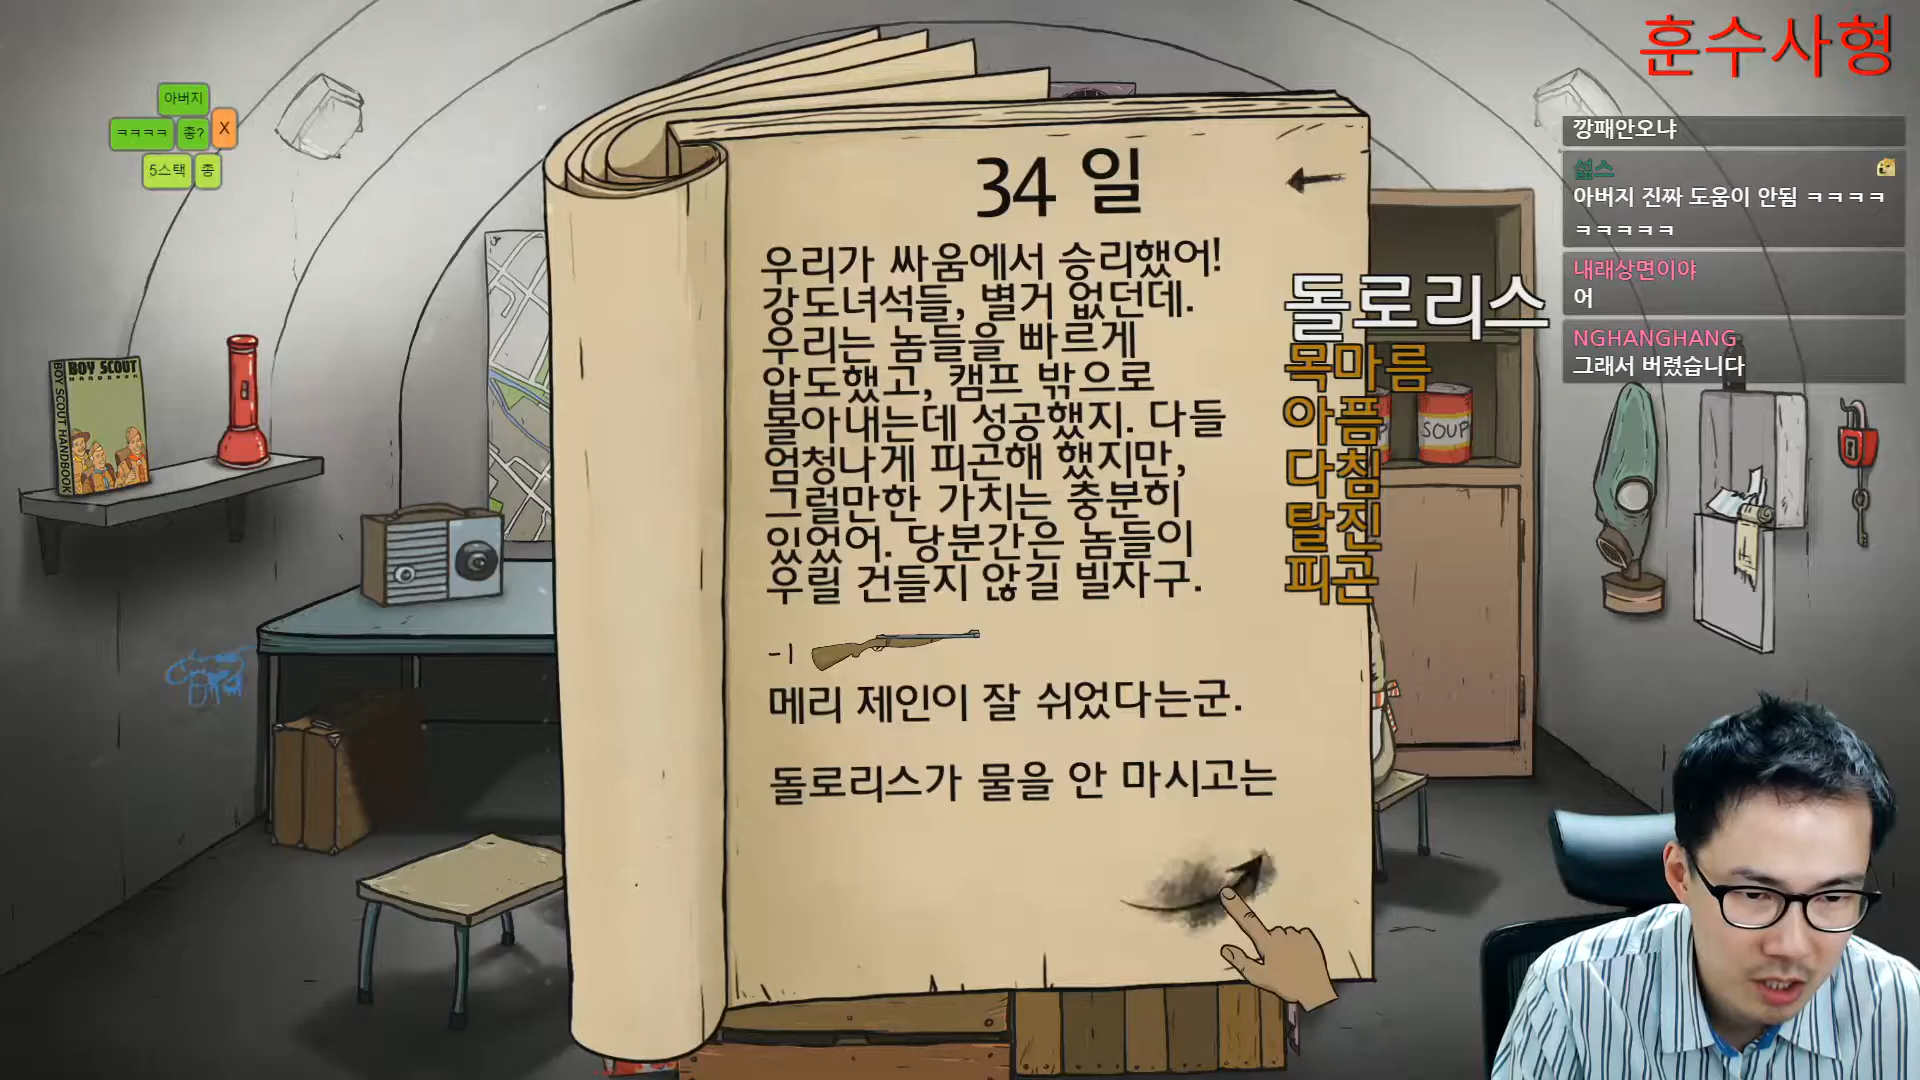 훈수사형
아버지
ㅋㅋㅋㅋ 종? X
5스택 종
깡패안오냐
섧스
아버지 진짜 도움이 안됨 ㅋㅋㅋㅋ
ㅋㅋㅋㅋㅋ
내래상면이야
어
NGHANGHANG
그래서 버렸습니다
BOY SCOUT
HANDBOOK
BOY SCOUT HANDBOOK
34 일
우리가 싸움에서 승리했어!
강도녀석들, 별거 없던데.
우리는 놈들을 빠르게
압도했고, 캠프 밖으로
몰아내는데 성공했지. 다들
엄청나게 피곤해 했지만,
그럴만한 가치는 충분히
있었어. 당분간은 놈들이
우릴 건들지 않길 빌자구.
-1
메리 제인이 잘 쉬었다는군.
돌로리스가 물을 안 마시고는
돌로리스
목마름
아픔
다침
탈진
피곤
SOUP